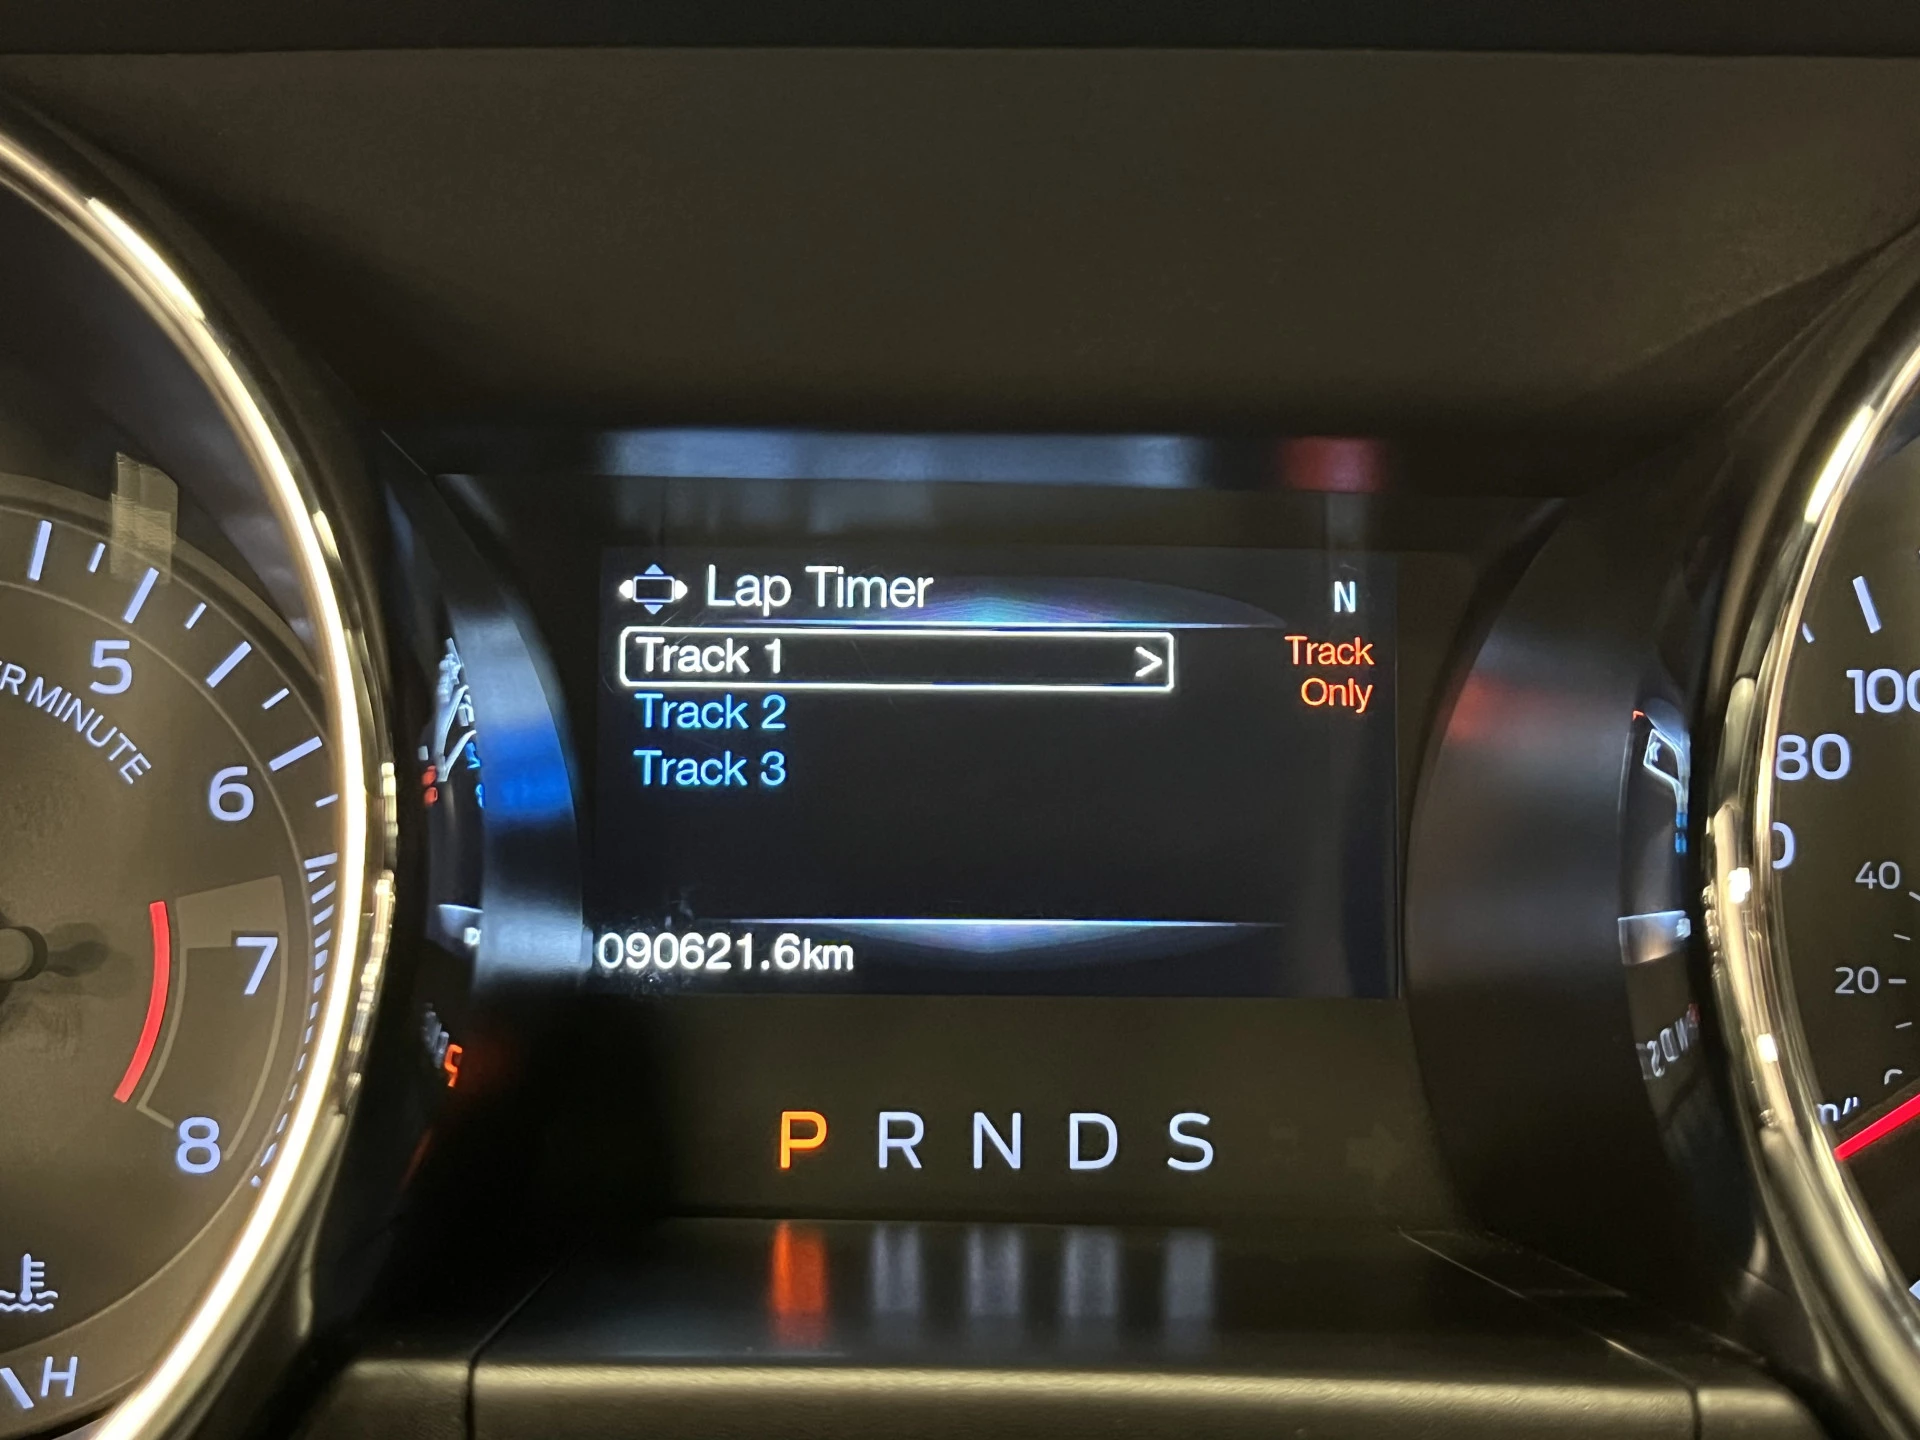 Lap Timer
N
Track 1 >
Track
Only
Track 2
Track 3
090621.6km
P R N D S
5
6
7
8
R MINUTE
H
100
80
40
20